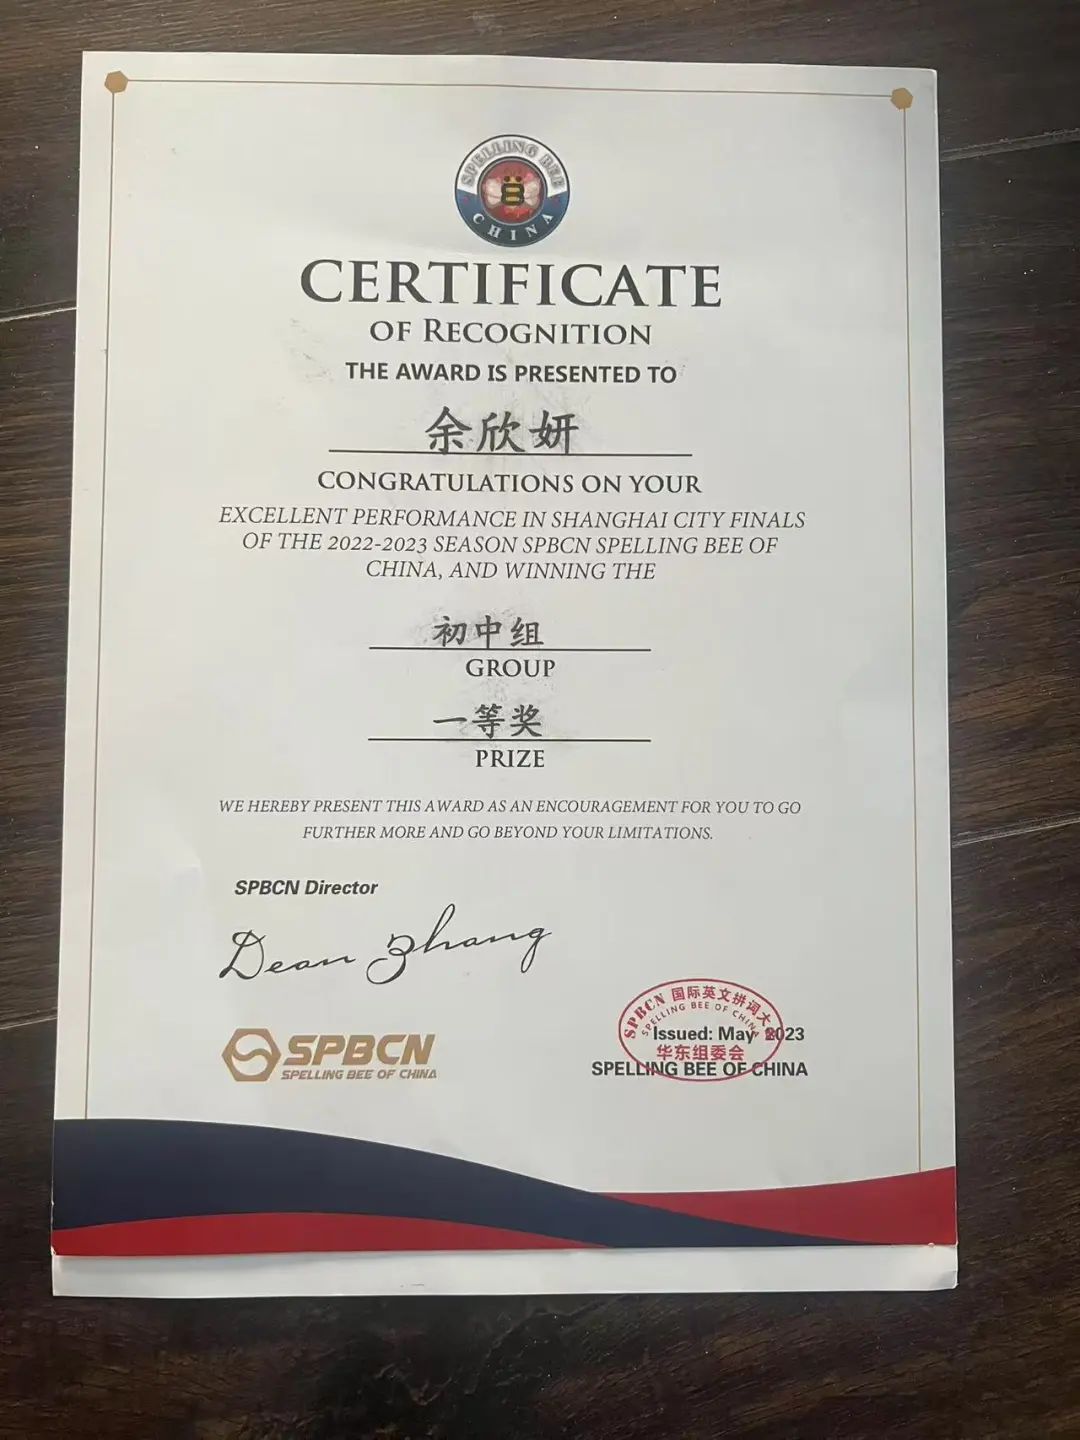 SPELLING BEE
CHINA
CERTIFICATE
OF RECOGNITION
THE AWARD IS PRESENTED TO
余欣妍
CONGRATULATIONS ON YOUR
EXCELLENT PERFORMANCE IN SHANGHAI CITY FINALS
OF THE 2022-2023 SEASON SPBCN SPELLING BEE OF
CHINA, AND WINNING THE
初中组
GROUP
一等奖
PRIZE
WE HEREBY PRESENT THIS AWARD AS AN ENCOURAGEMENT FOR YOU TO GO
FURTHER MORE AND GO BEYOND YOUR LIMITATIONS.
SPBCN Director
Dean Zhang
SPBCN
SPELLING BEE OF CHINA
SPBCN 国际英文拼词大会
SPELLING BEE OF CHINA
Issued: May 2023
华东组委会
SPELLING BEE OF CHINA